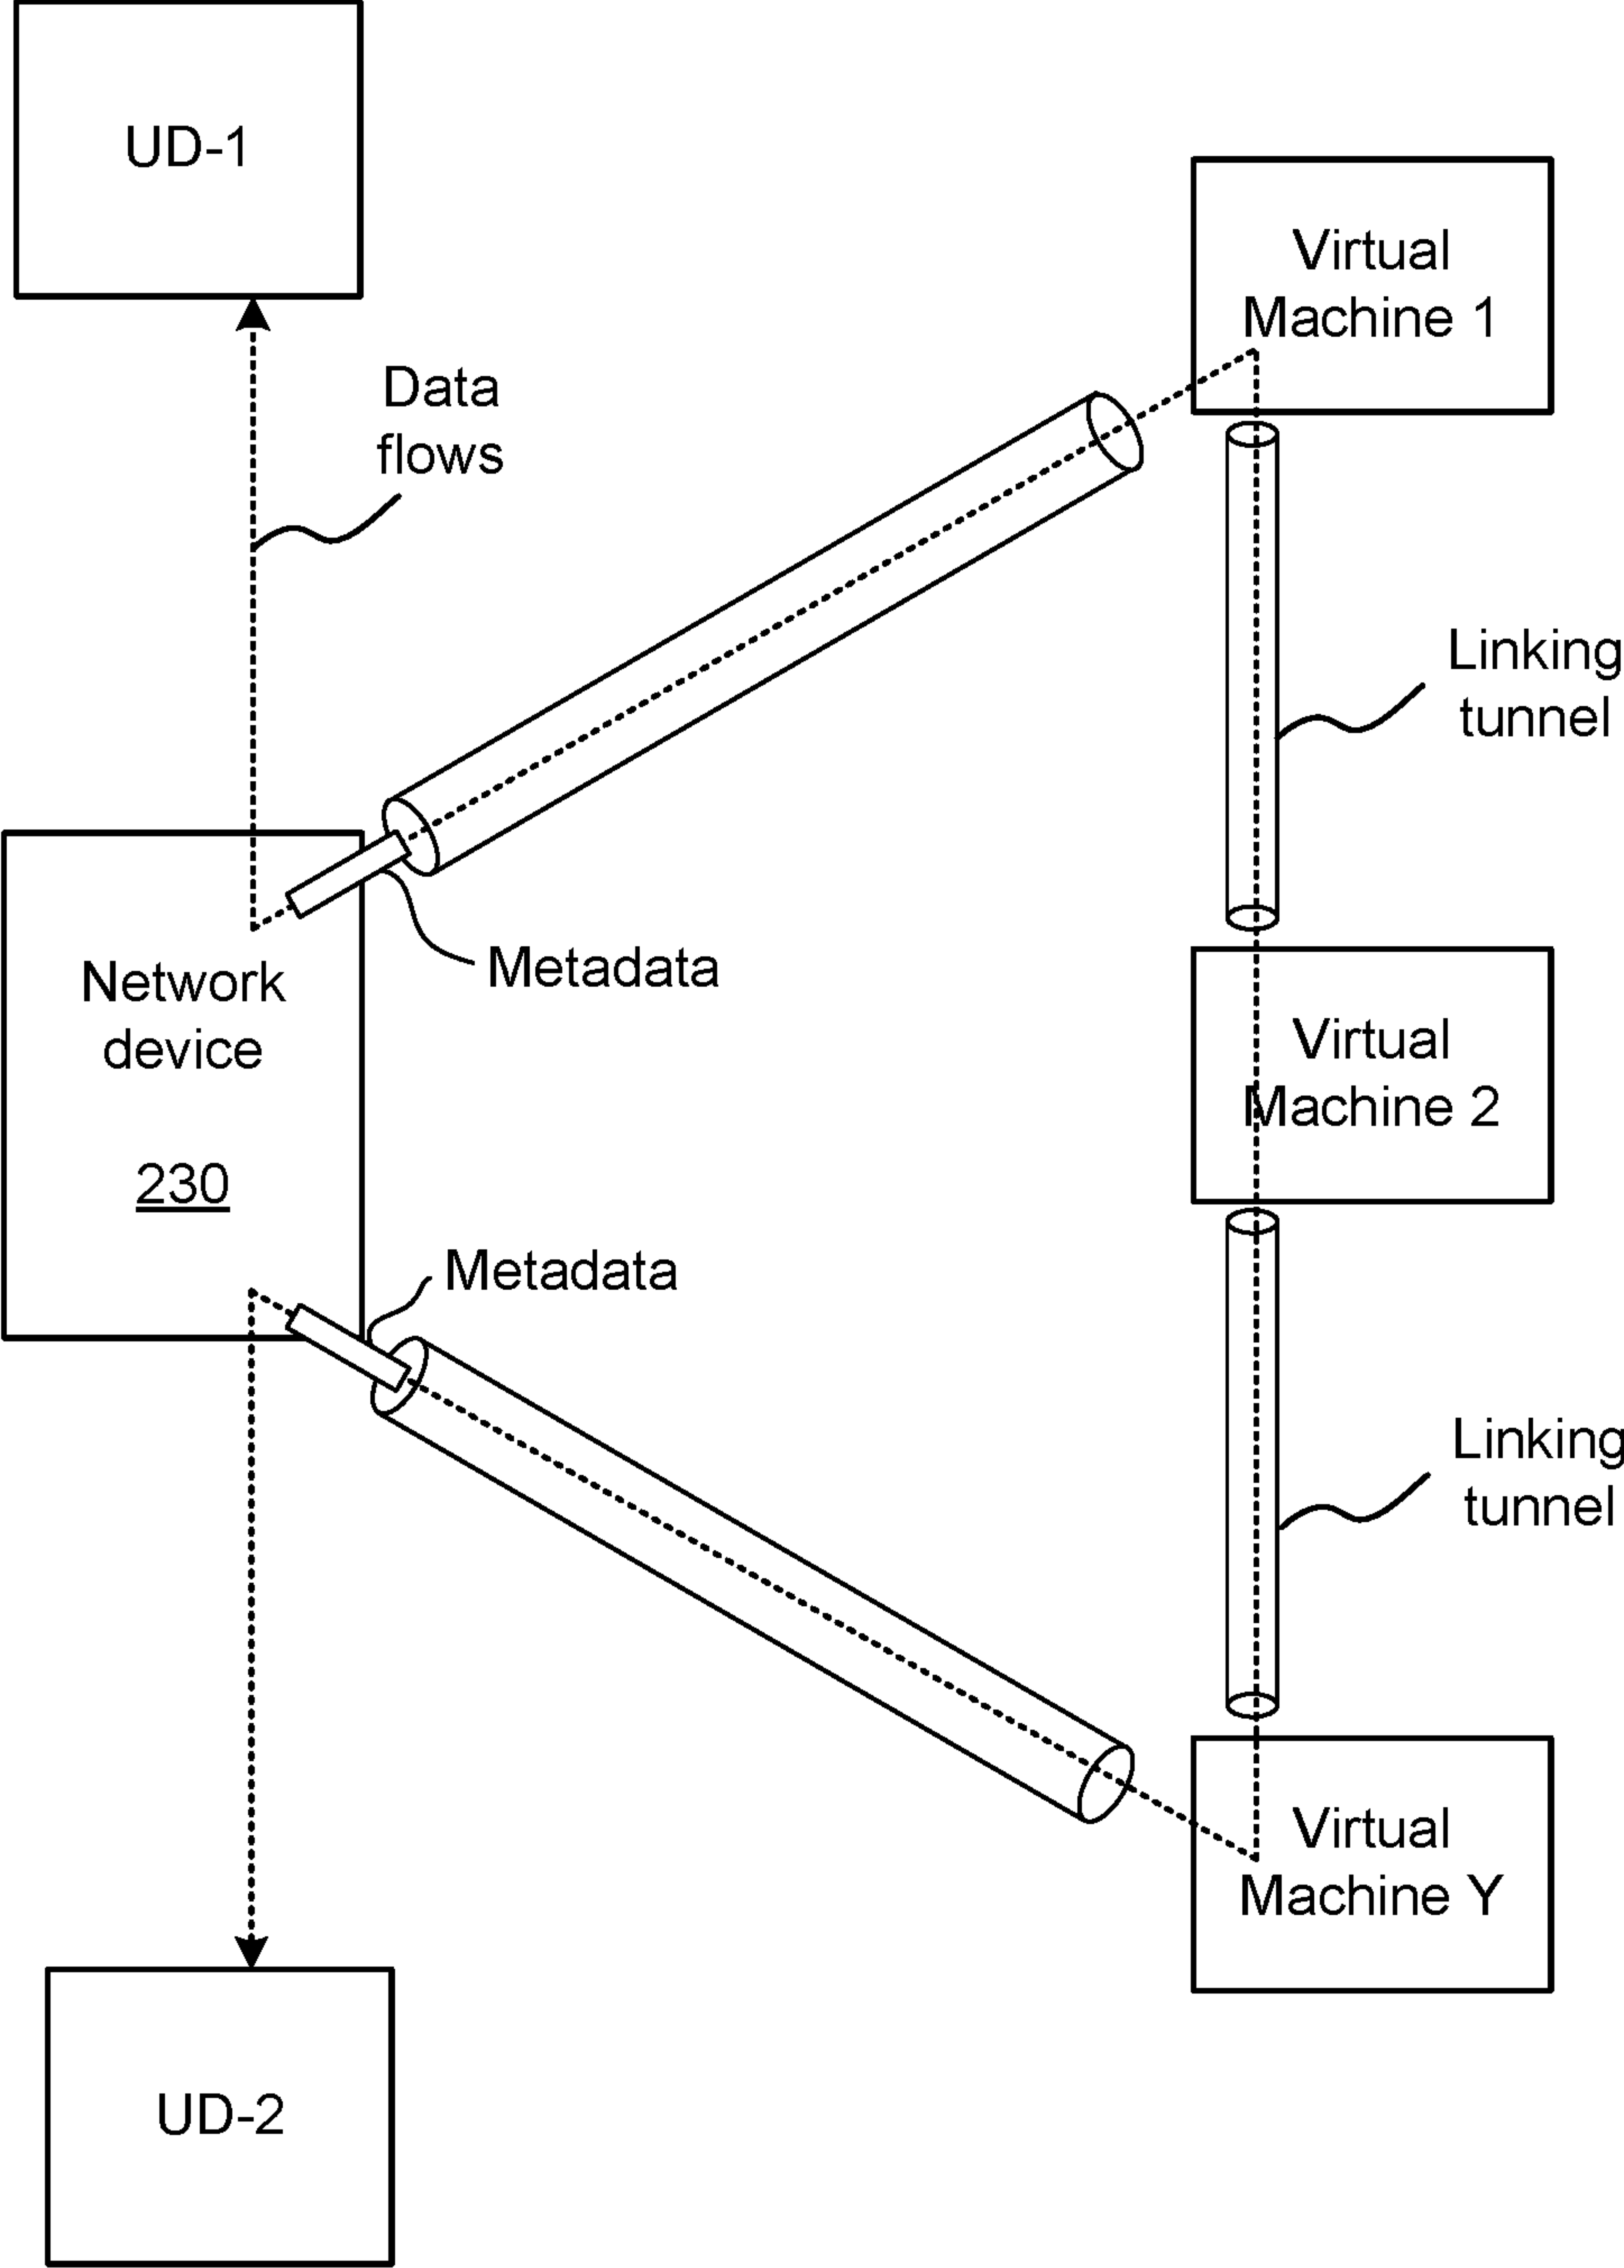 UD-1
Virtual
Machine 1
Data
flows
Linking
tunnel
Metadata
Network
device
230
Virtual
Machine 2
Metadata
Linking
tunnel
Virtual
Machine Y
UD-2